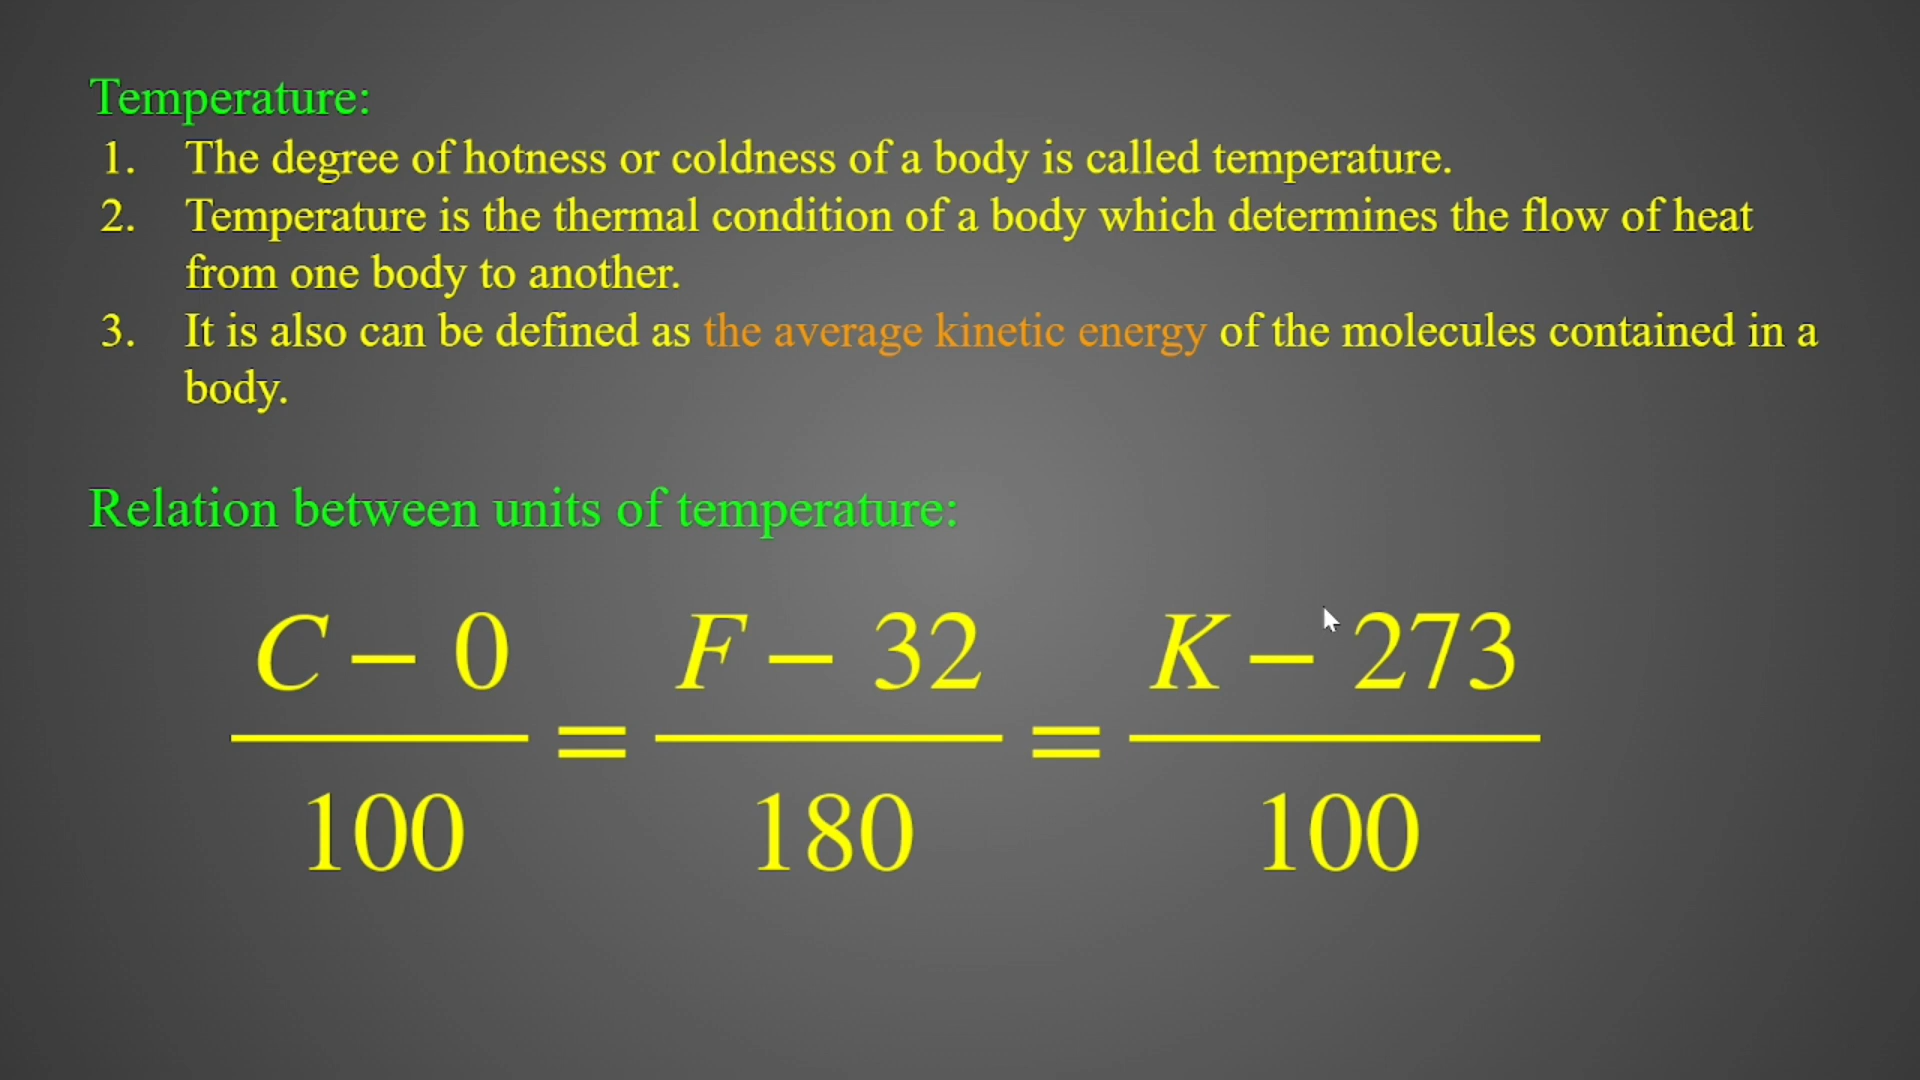 Temperature:
1. The degree of hotness or coldness of a body is called temperature.
2. Temperature is the thermal condition of a body which determines the flow of heat
from one body to another.
3. It is also can be defined as the average kinetic energy of the molecules contained in a
body.
Relation between units of temperature:
C – 0 F – 32 K – 273
= =
100 180 100